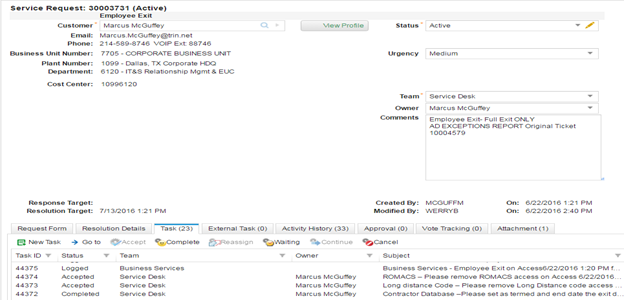 Service Request: 30003731 (Active)
Employee Exit
Customer * Marcus McGuffey View Profile Status * Active
Email: Marcus.McGuffey@trin.net
Phone: 214-589-8746 VOIP Ext: 88746
Business Unit Number: 7705 - CORPORATE BUSINESS UNIT Urgency Medium
Plant Number: 1099 - Dallas, TX Corporate HDQ
Department: 6120 - IT&S Relationship Mgmt & EUC
Cost Center: 10996120
Team * Service Desk
Owner Marcus McGuffey
Comments Employee Exit- Full Exit ONLY
AD EXCEPTIONS REPORT Original Ticket
10004579
Response Target: Created By: MCGUFFM On: 6/22/2016 1:21 PM
Resolution Target: 7/13/2016 1:21 PM Modified By: WERRYB On: 6/22/2016 2:40 PM
Request Form Resolution Details Task (23) External Task (0) Activity History (33) Approval (0) Vote Tracking (0) Attachment (1)
New Task Go to Accept Complete Reassign Waiting Continue Cancel
Task ID Status Team Owner Subject
44375 Logged Business Services Business Services - Employee Exit on Access6/22/2016 1:20 PM f...
44374 Accepted Service Desk Marcus McGuffey ROMACS – Please remove ROMACS access on Access 6/22/2016...
44373 Accepted Service Desk Marcus McGuffey Long distance Code – Please remove Long Distance code access ...
44372 Completed Service Desk Marcus McGuffey Contractor Database –Please set as termed and end date the exit d...